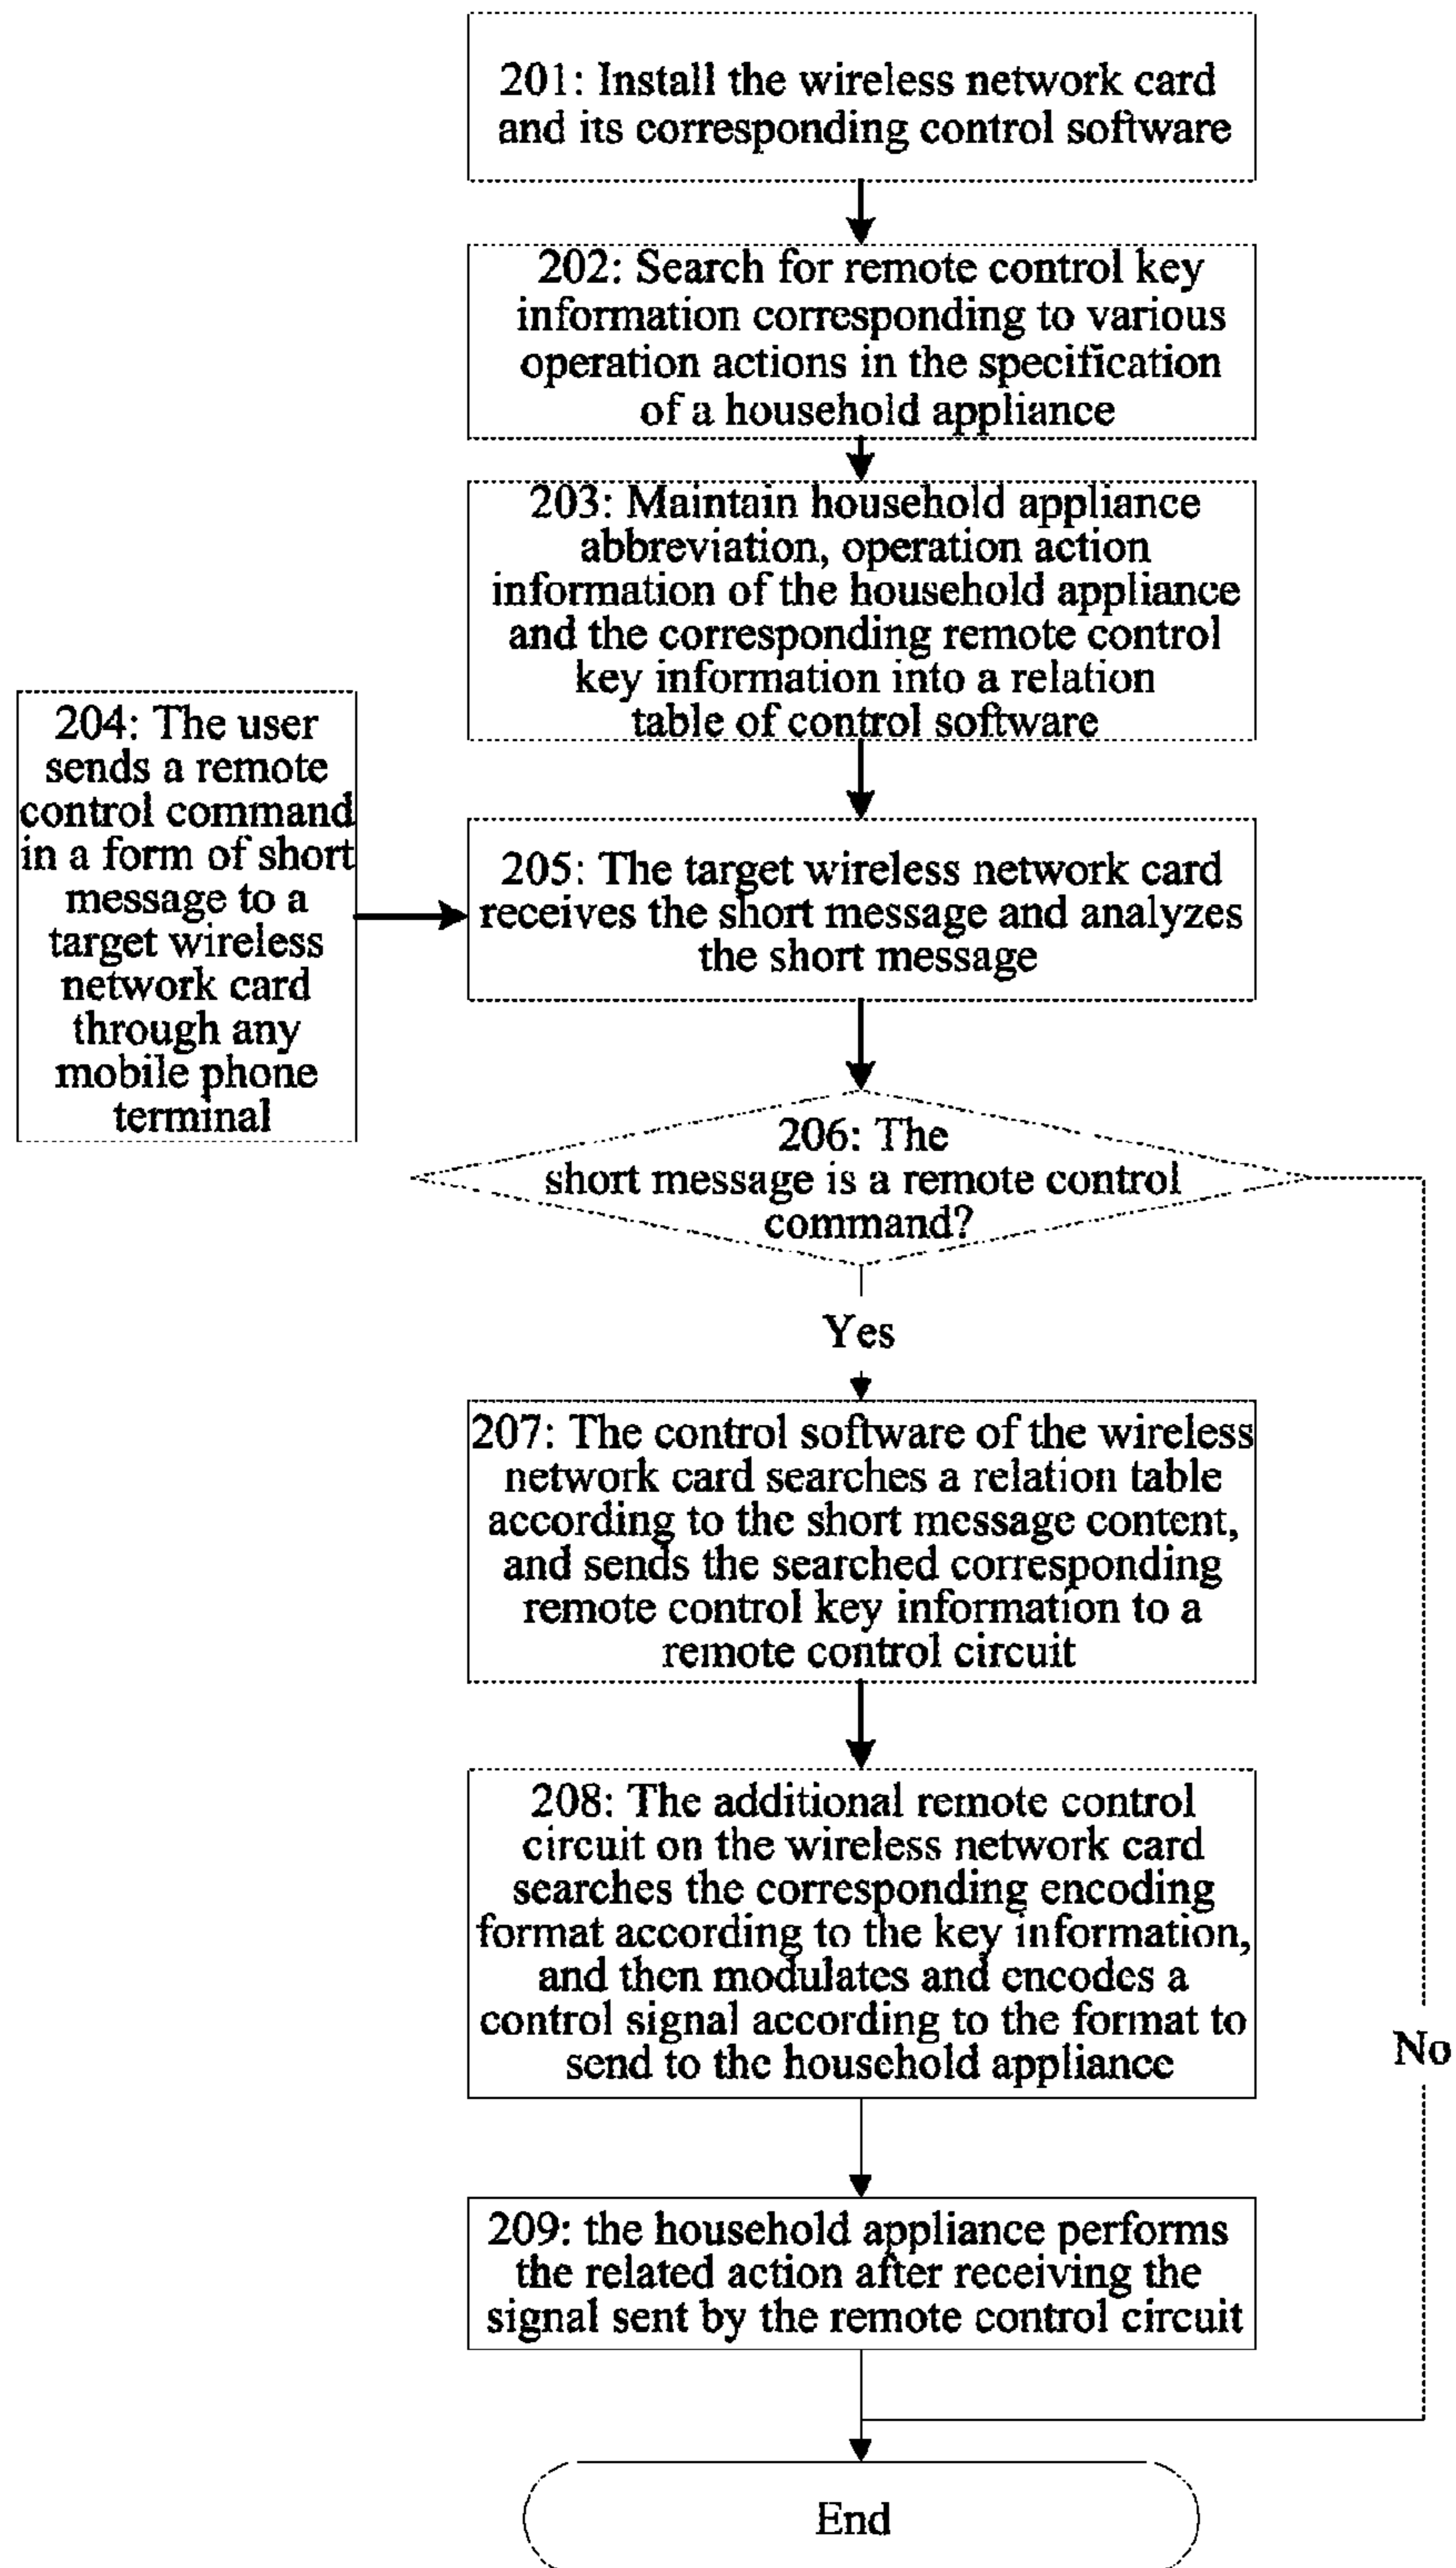 201: Install the wireless network card
and its corresponding control software
202: Search for remote control key
information corresponding to various
operation actions in the specification
of a household appliance
203: Maintain household appliance
abbreviation, operation action
information of the household appliance
and the corresponding remote control
key information into a relation
table of control software
204: The user
sends a remote
control command
in a form of short
message to a
target wireless
network card
through any
mobile phone
terminal
205: The target wireless network card
receives the short message and analyzes
the short message
206: The
short message is a remote control
command?
Yes
207: The control software of the wireless
network card searches a relation table
according to the short message content,
and sends the searched corresponding
remote control key information to a
remote control circuit
208: The additional remote control
circuit on the wireless network card
searches the corresponding encoding
format according to the key information,
and then modulates and encodes a
control signal according to the format to
send to the household appliance
No
209: the household appliance performs
the related action after receiving the
signal sent by the remote control circuit
End